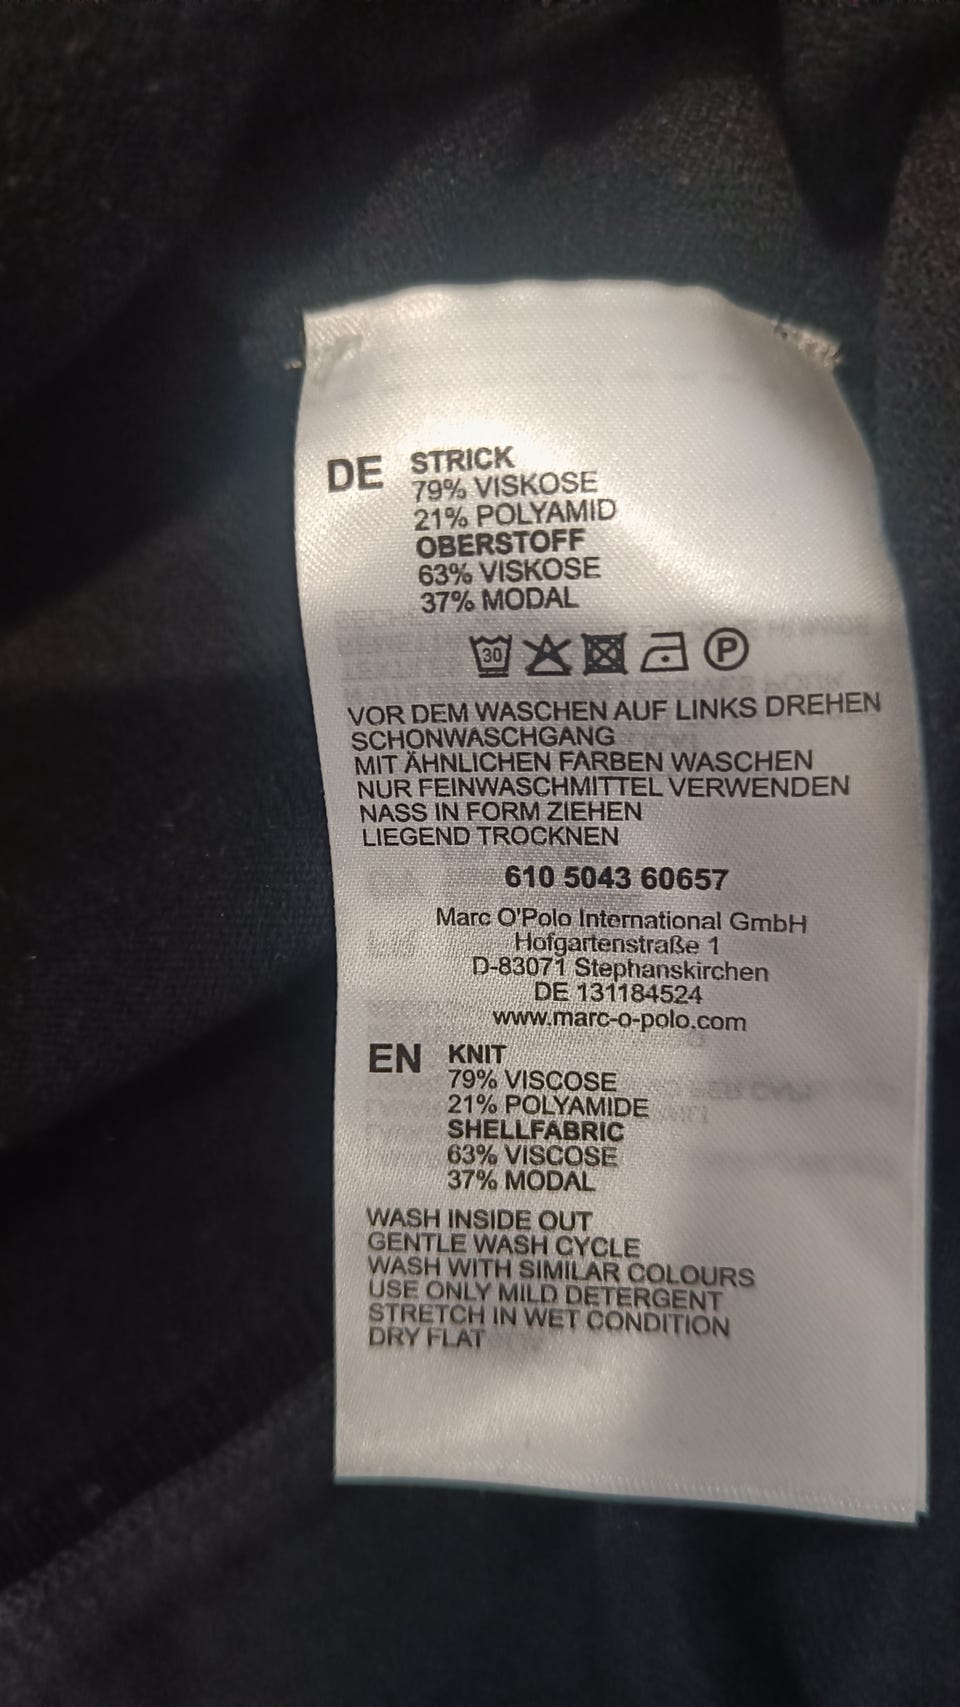 DE STRICK
79% VISKOSE
21% POLYAMID
OBERSTOFF
63% VISKOSE
37% MODAL
30 P
VOR DEM WASCHEN AUF LINKS DREHEN
SCHONWASCHGANG
MIT ÄHNLICHEN FARBEN WASCHEN
NUR FEINWASCHMITTEL VERWENDEN
NASS IN FORM ZIEHEN
LIEGEND TROCKNEN
610 5043 60657
Marc O'Polo International GmbH
Hofgartenstraße 1
D-83071 Stephanskirchen
DE 131184524
www.marc-o-polo.com
EN KNIT
79% VISCOSE
21% POLYAMIDE
SHELLFABRIC
63% VISCOSE
37% MODAL
WASH INSIDE OUT
GENTLE WASH CYCLE
WASH WITH SIMILAR COLOURS
USE ONLY MILD DETERGENT
STRETCH IN WET CONDITION
DRY FLAT